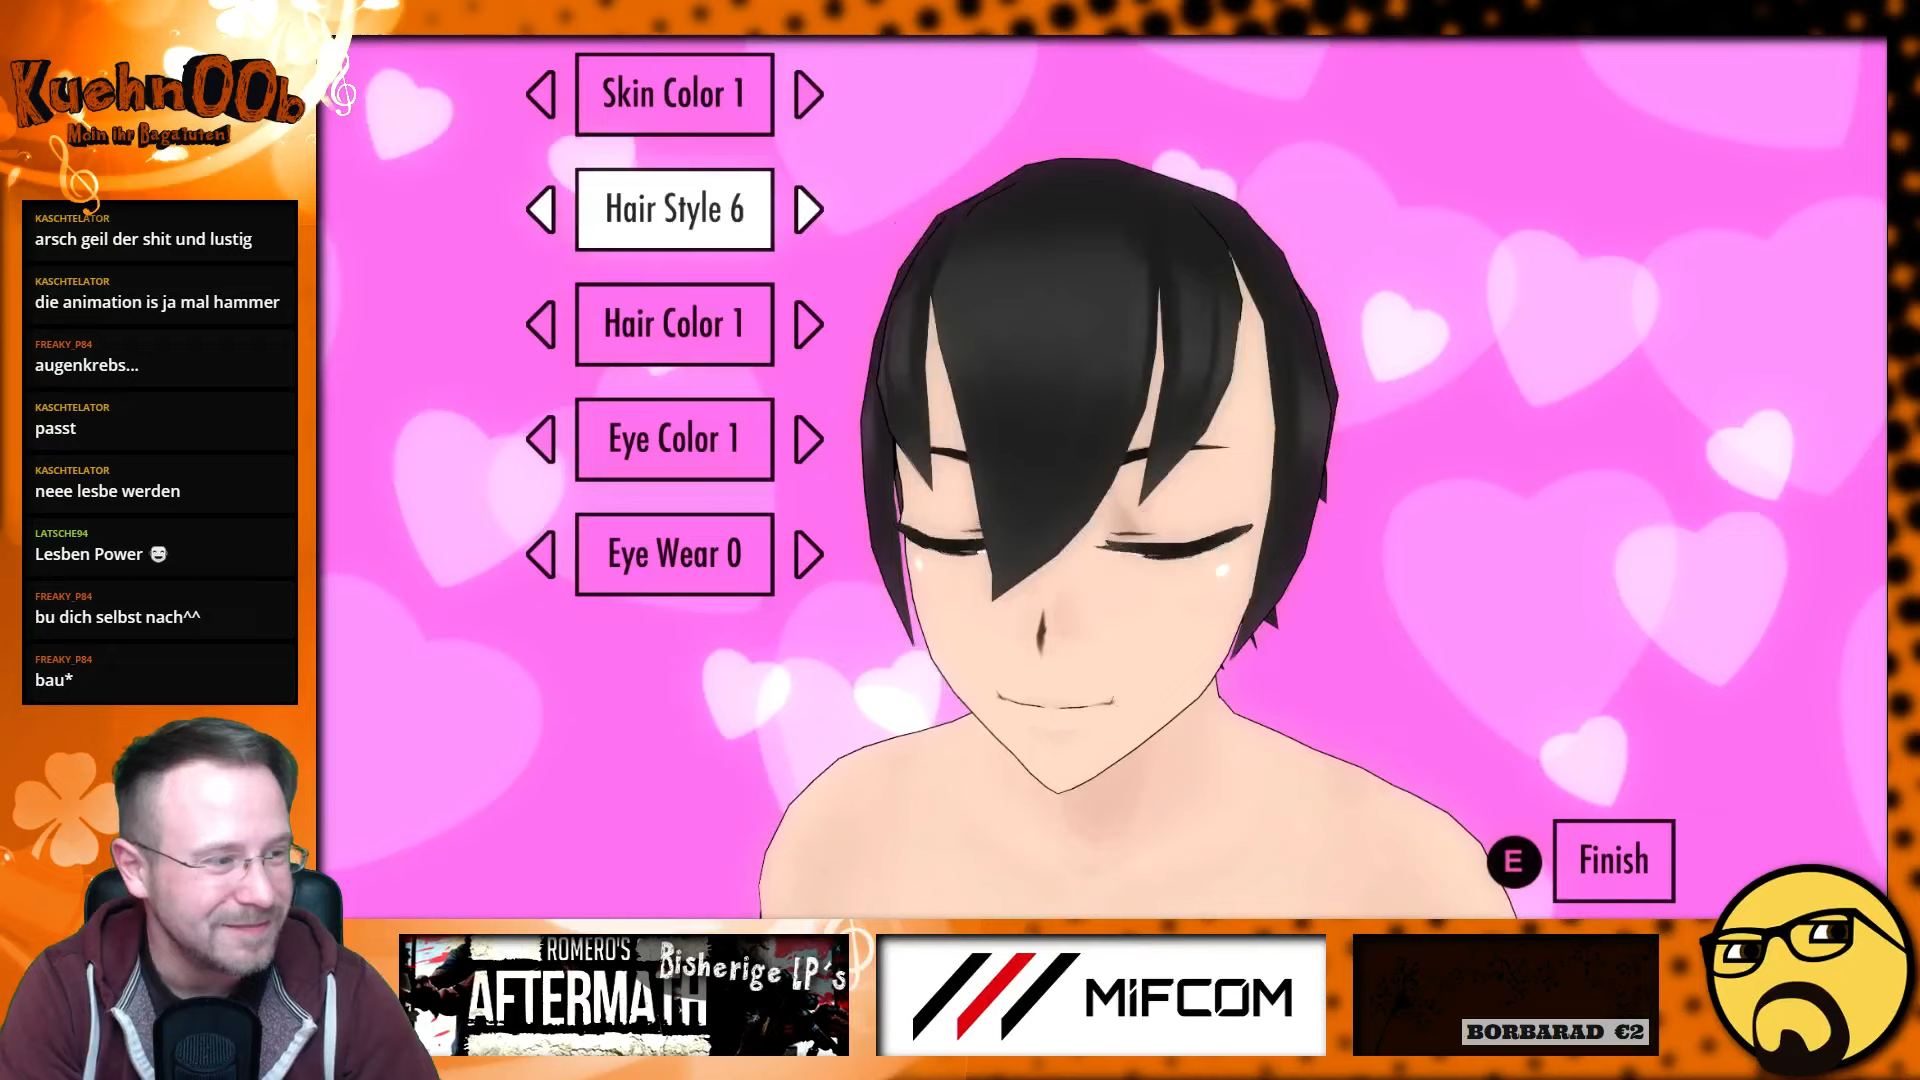 KuehnOOb
Moin ihr Bagaluten!
KASCHTELATOR
arsch geil der shit und lustig
KASCHTELATOR
die animation is ja mal hammer
FREAKY_P84
augenkrebs...
KASCHTELATOR
passt
KASCHTELATOR
neee lesbe werden
LATSCHE94
Lesben Power
FREAKY_P84
bu dich selbst nach^^
FREAKY_P84
bau*
Skin Color 1
Hair Style 6
Hair Color 1
Eye Color 1
Eye Wear 0
E Finish
ROMERO'S
AFTERMATH
Bisherige LP's
MIFCOM
BORBARAD €2